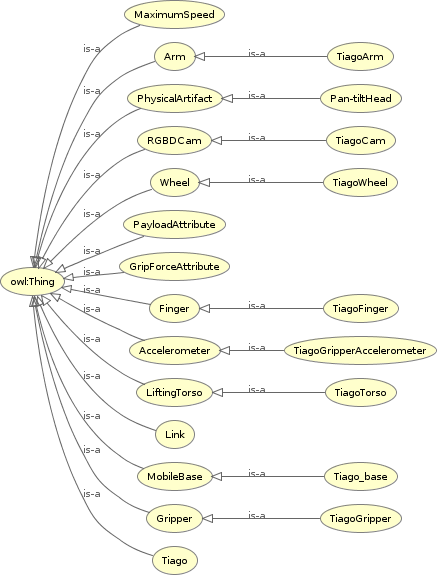 MaximumSpeed
is-a
Arm
is-a
TiagoArm
is-a
PhysicalArtifact
is-a
Pan-tiltHead
is-a
RGBDCam
is-a
TiagoCam
is-a
Wheel
is-a
TiagoWheel
is-a
PayloadAttribute
is-a
GripForceAttribute
is-a
owl:Thing
Finger
is-a
TiagoFinger
is-a
Accelerometer
is-a
TiagoGripperAccelerometer
is-a
LiftingTorso
is-a
TiagoTorso
is-a
Link
is-a
MobileBase
is-a
Tiago_base
is-a
Gripper
is-a
TiagoGripper
is-a
Tiago